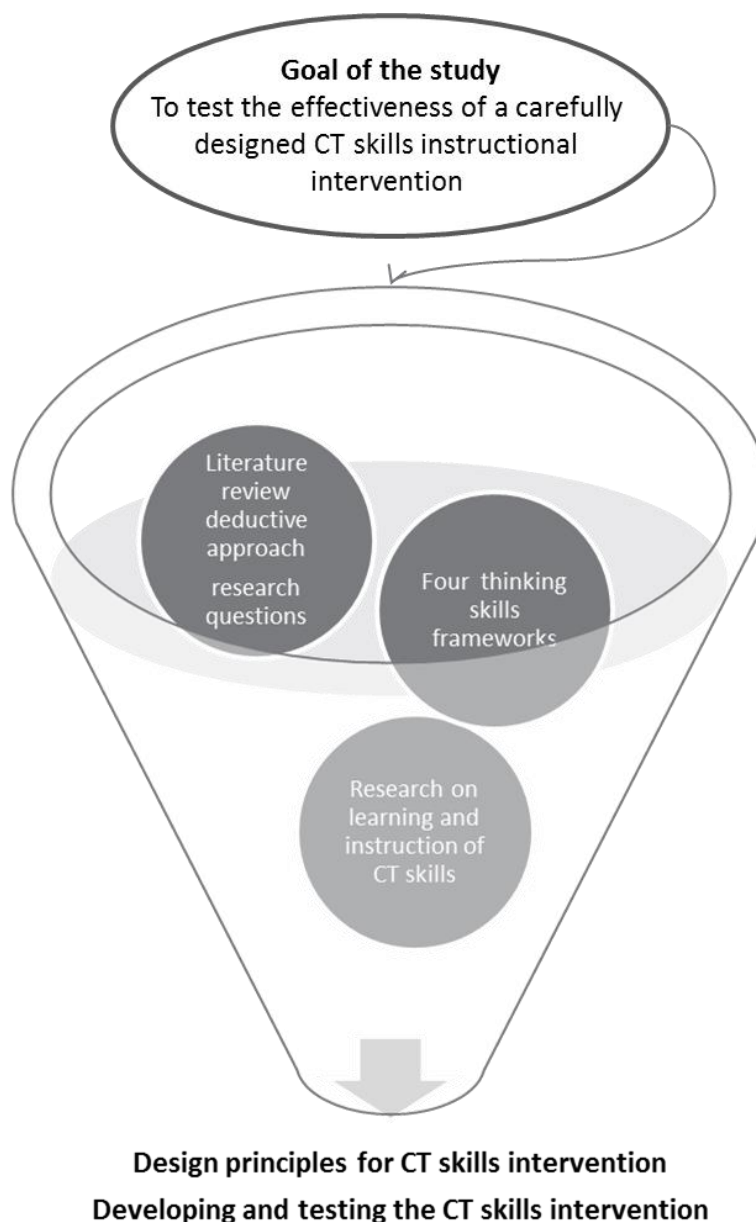 Goal of the study
To test the effectiveness of a carefully
designed CT skills instructional
intervention
Literature
review
deductive
approach
research
questions
Four thinking
skills
frameworks
Research on
learning and
instruction of
CT skills
Design principles for CT skills intervention
Developing and testing the CT skills intervention